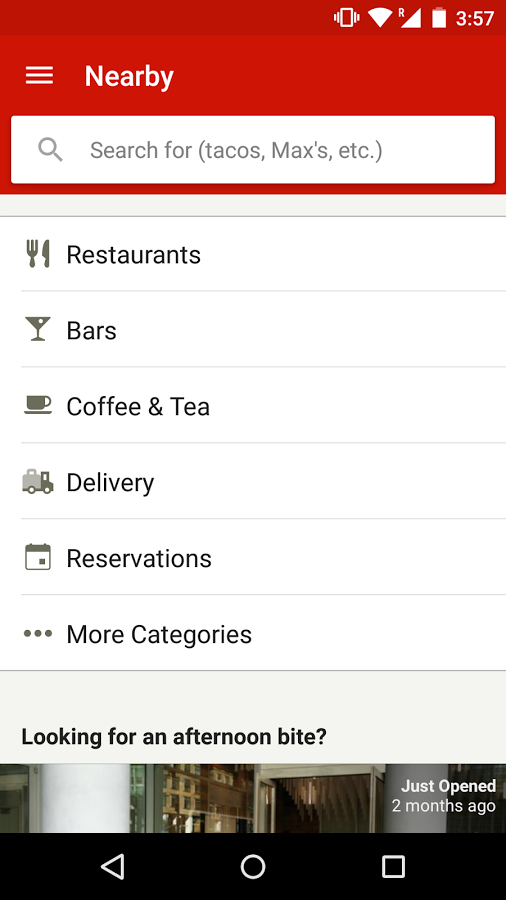 R
3:57
Nearby
Search for (tacos, Max's, etc.)
Restaurants
Bars
Coffee & Tea
Delivery
Reservations
More Categories
Looking for an afternoon bite?
Just Opened
2 months ago